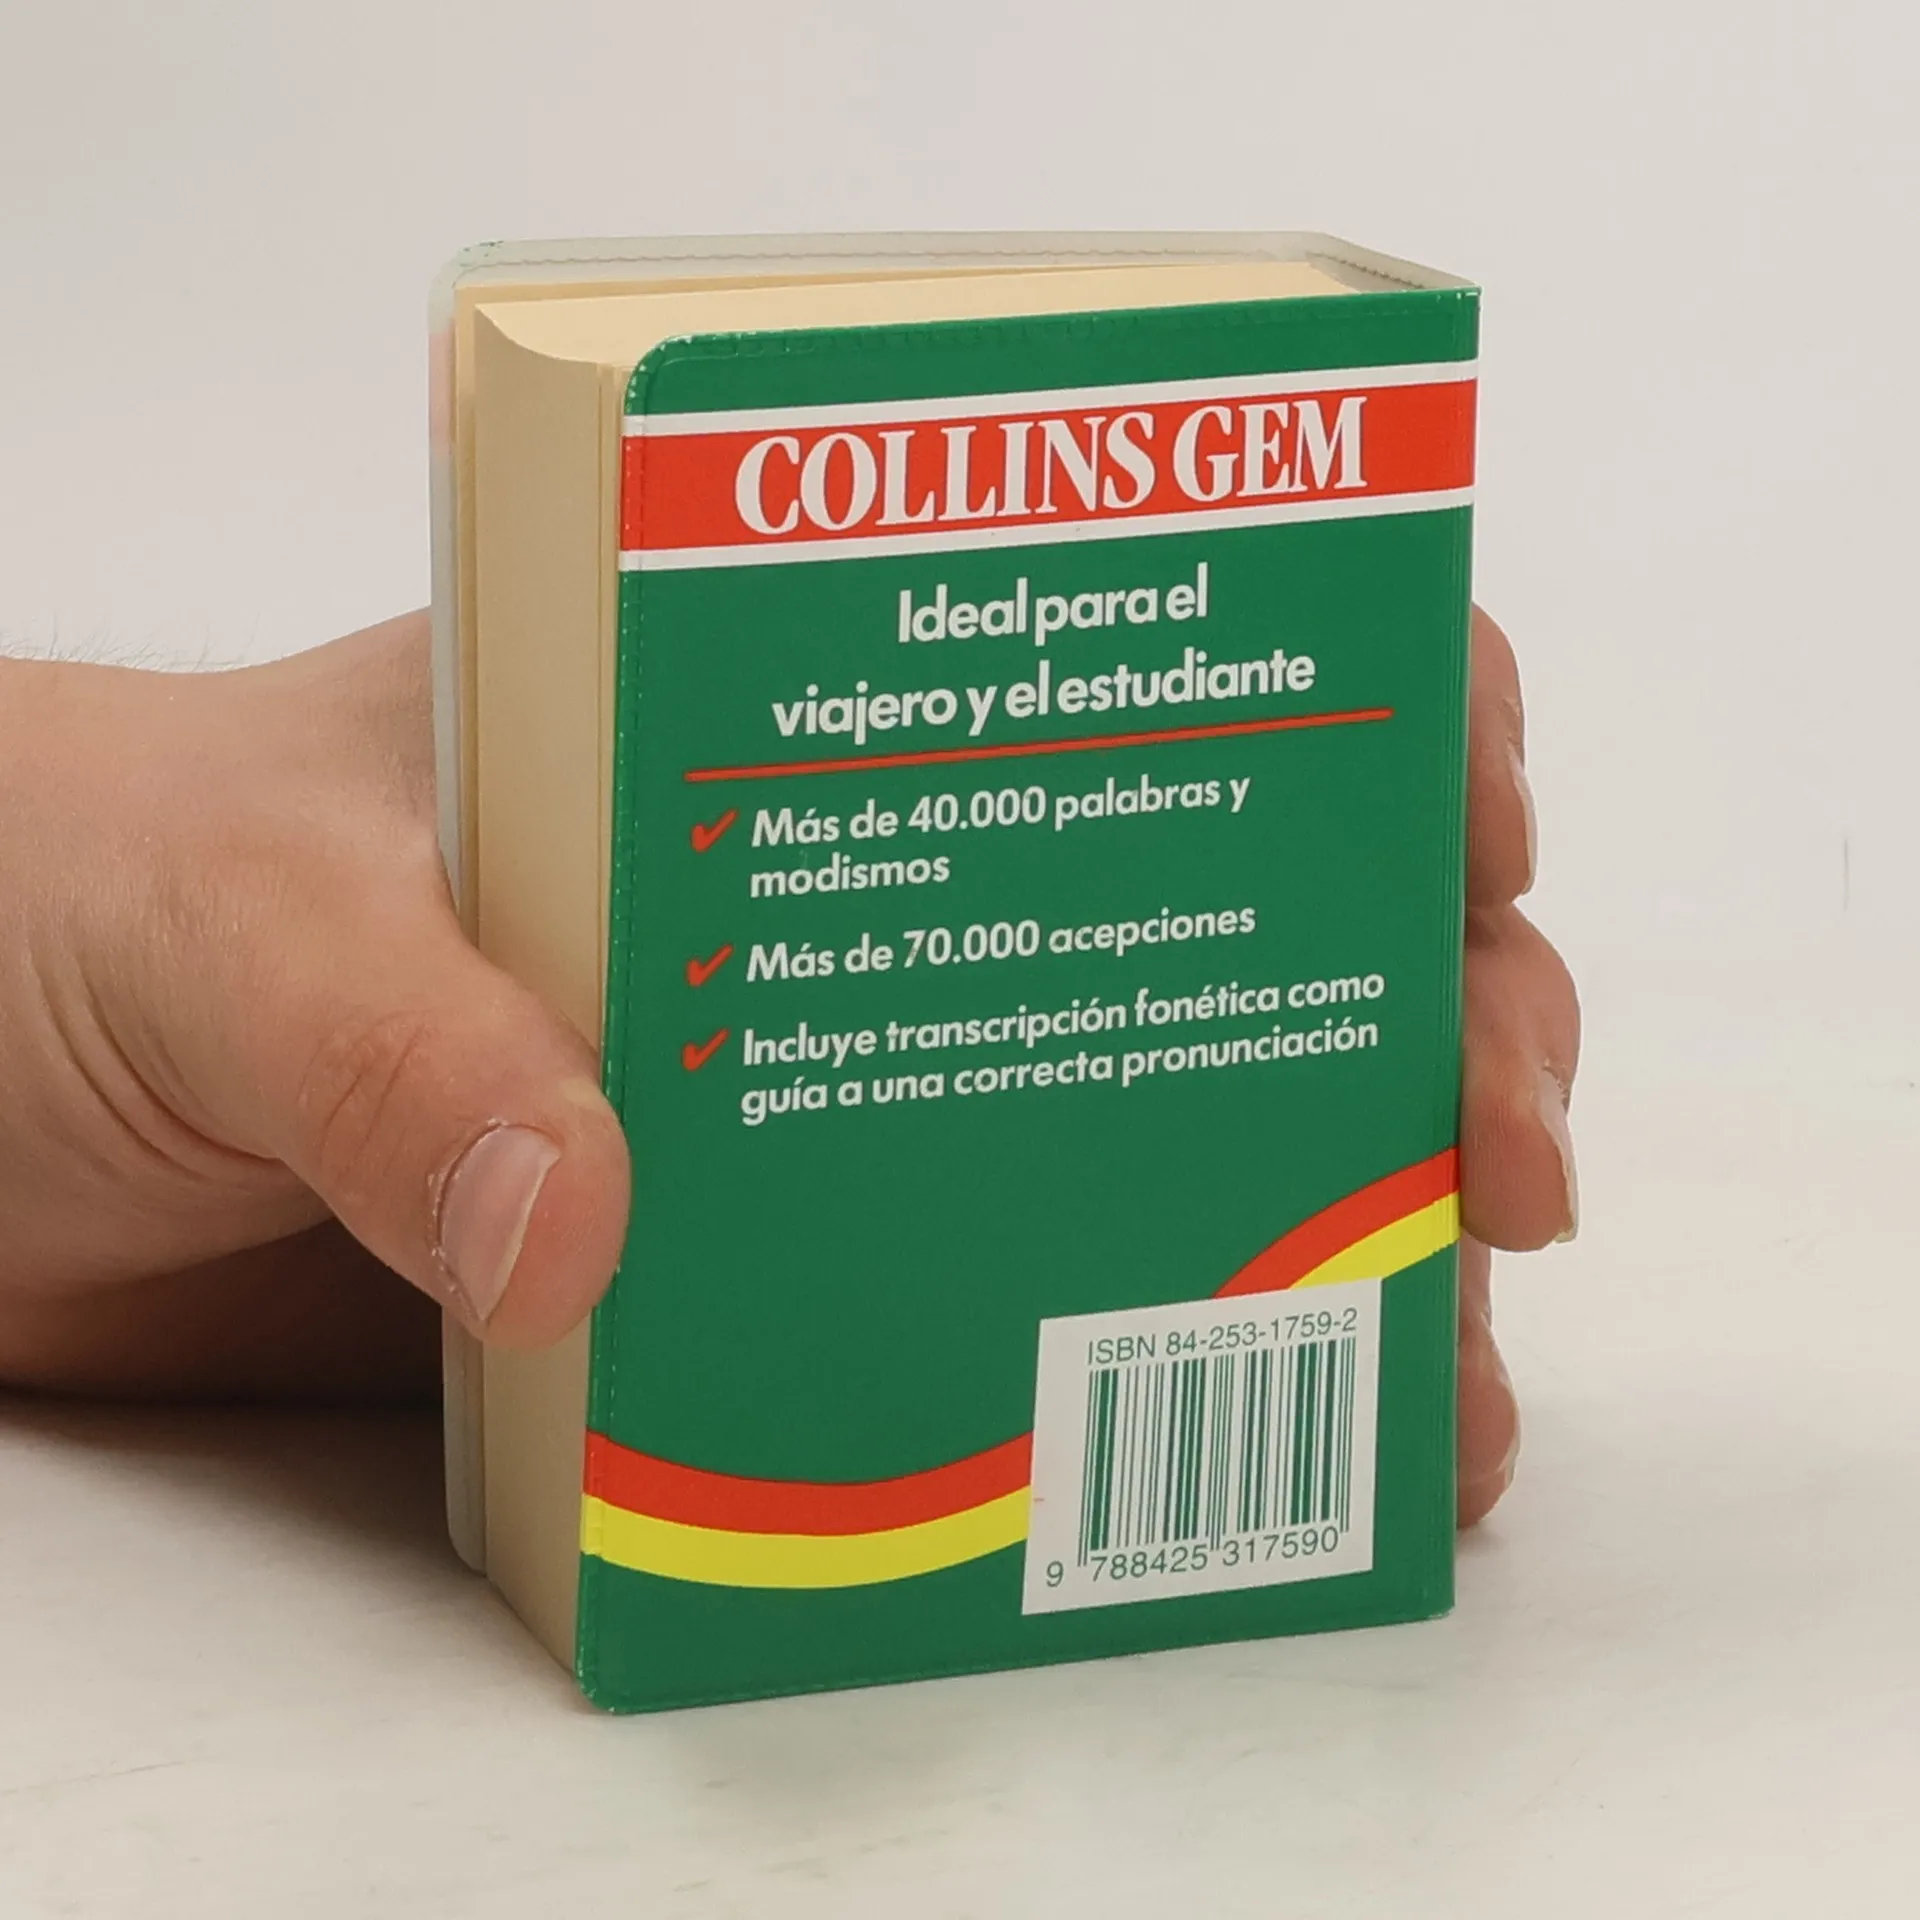 COLLINS GEM
Ideal para el
viajero y el estudiante
Más de 40.000 palabras y
modismos
Más de 70.000 acepciones
Incluye transcripción fonética como
guía a una correcta pronunciación
ISBN 84-253-1759-2
9 788425 317590